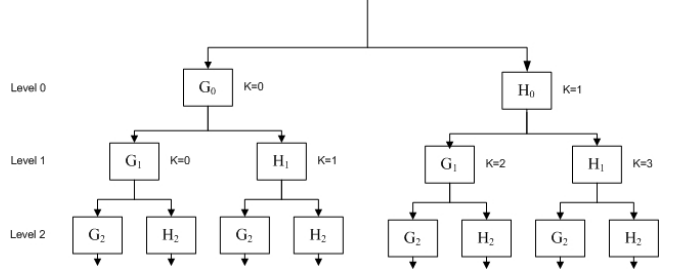 Level 0 G₀ K=0 H₀ K=1
Level 1 G₁ K=0 H₁ K=1 G₁ K=2 H₁ K=3
Level 2 G₂ H₂ G₂ H₂ G₂ H₂ G₂ H₂